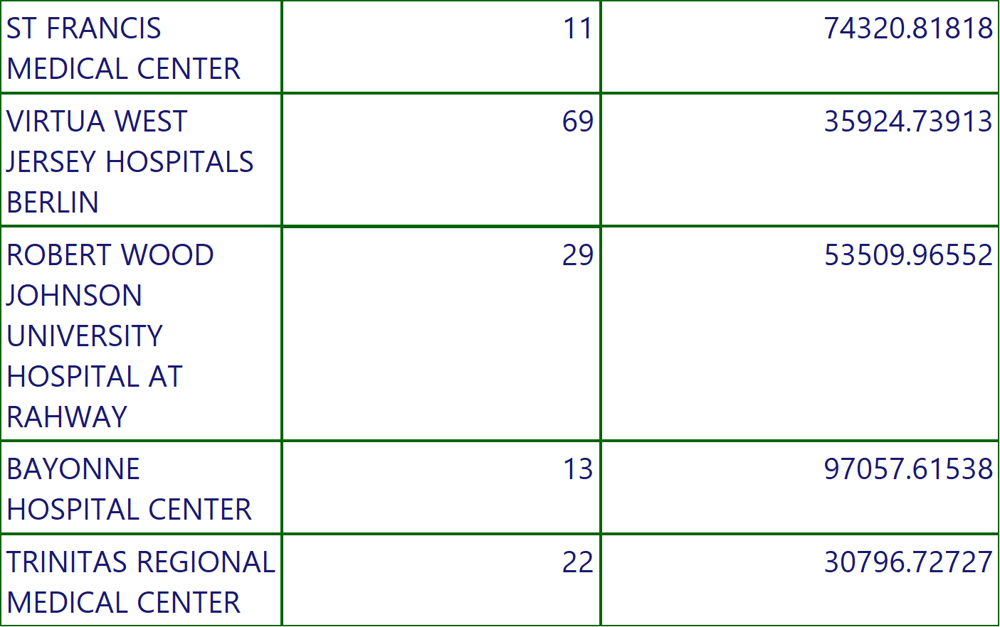 ST FRANCIS 11 74320.81818
MEDICAL CENTER
VIRTUA WEST 69 35924.73913
JERSEY HOSPITALS
BERLIN
ROBERT WOOD 29 53509.96552
JOHNSON
UNIVERSITY
HOSPITAL AT
RAHWAY
BAYONNE 13 97057.61538
HOSPITAL CENTER
TRINITAS REGIONAL 22 30796.72727
MEDICAL CENTER